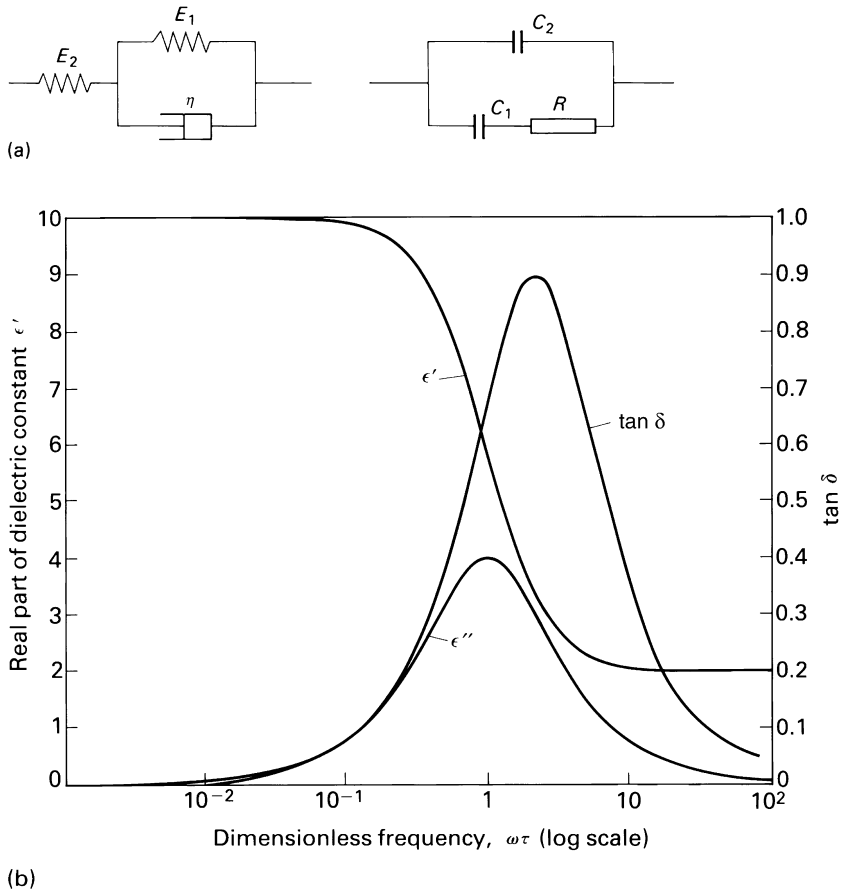 E₁
E₂
η
C₂
C₁ R
(a)
10 1.0
9 0.9
8 0.8
7 0.7
6 0.6
5 0.5
4 0.4
3 0.3
2 0.2
1 0.1
0 0
Real part of dielectric constant ϵ′
tan δ
ϵ′
tan δ
ϵ′′
10⁻² 10⁻¹ 1 10 10²
Dimensionless frequency, ωτ (log scale)
(b)